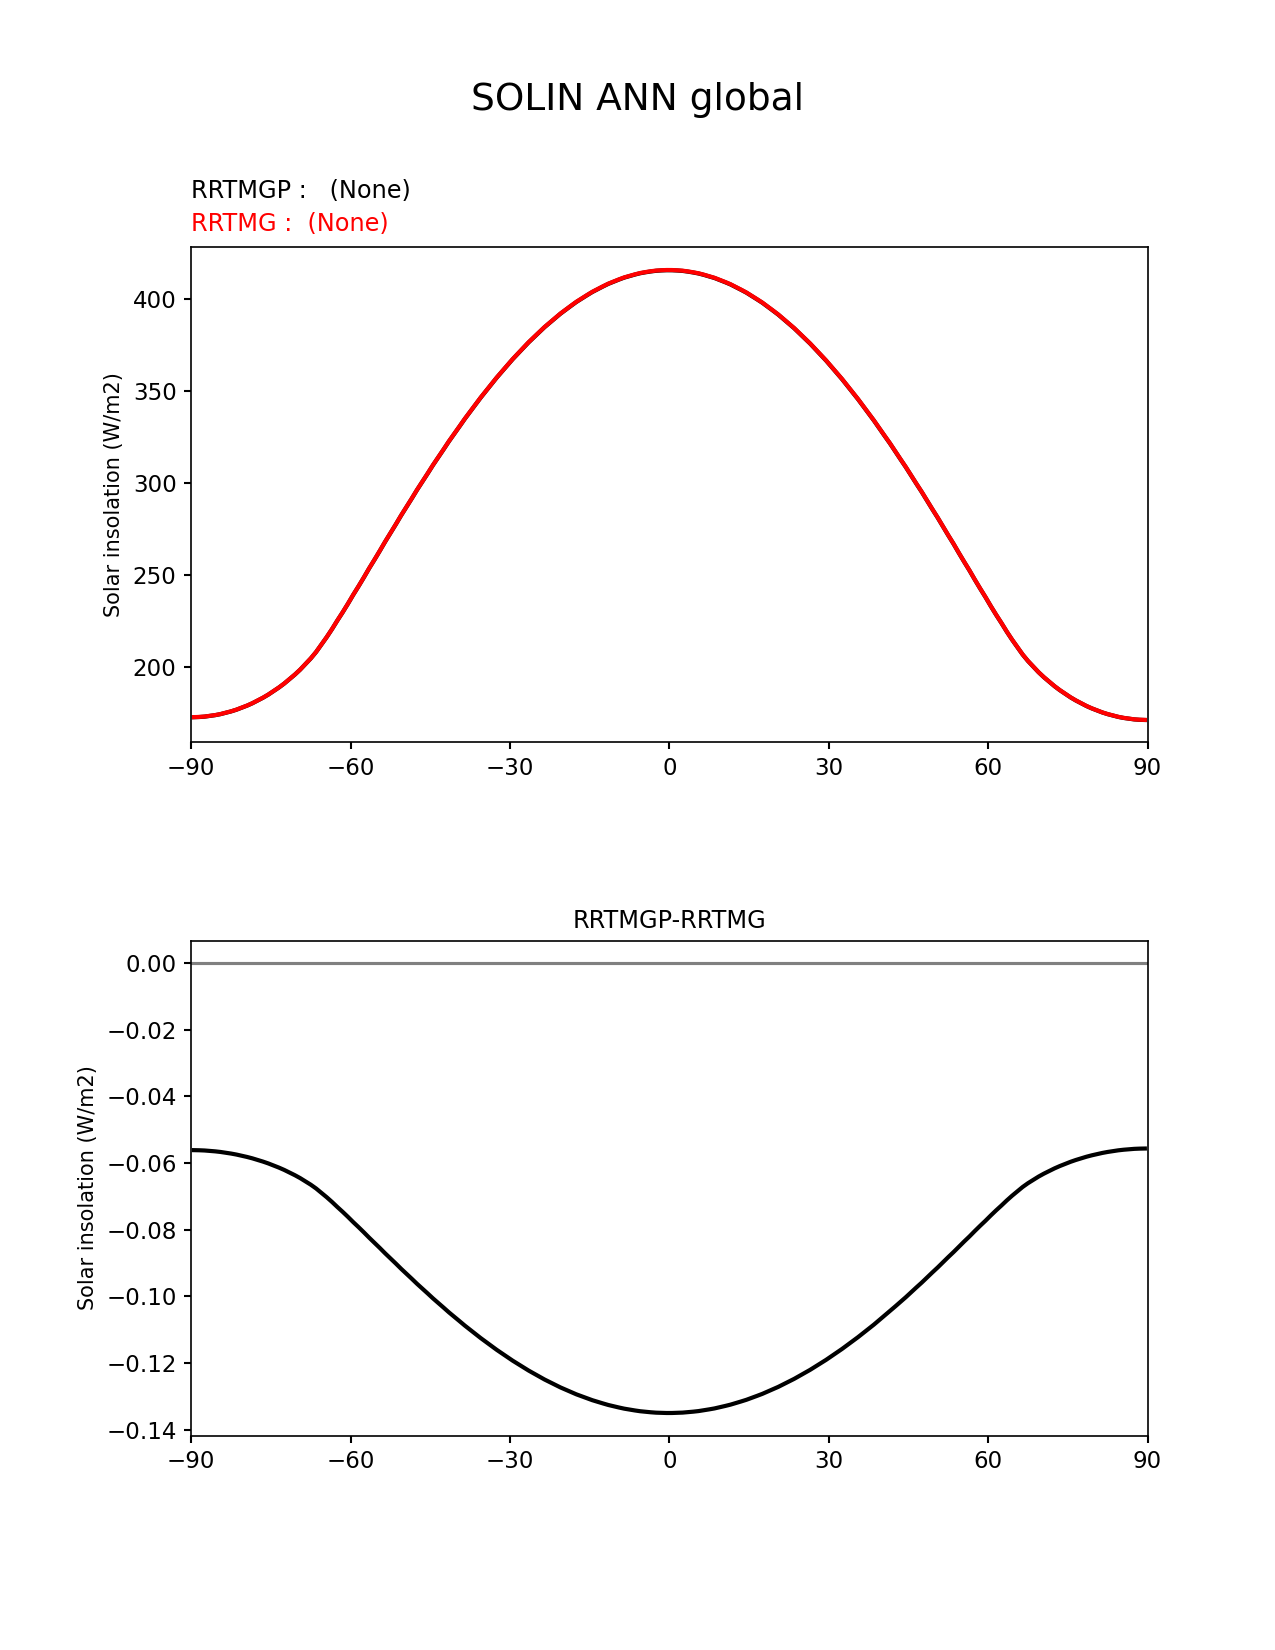 SOLIN ANN global
RRTMGP :   (None)
RRTMG :  (None)
Solar insolation (W/m2)
400
350
300
250
200
−90 −60 −30 0 30 60 90
RRTMGP-RRTMG
Solar insolation (W/m2)
0.00
−0.02
−0.04
−0.06
−0.08
−0.10
−0.12
−0.14
−90 −60 −30 0 30 60 90